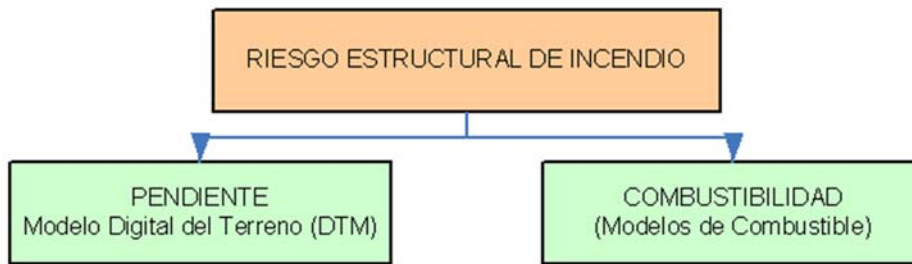 RIESGO ESTRUCTURAL DE INCENDIO
PENDIENTE
Modelo Digital del Terreno (DTM)
COMBUSTIBILIDAD
(Modelos de Combustible)